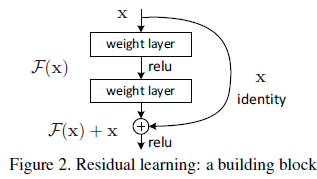 x
weight layer
F(x)
relu
weight layer
x
identity
F(x) + x
+
relu
Figure 2. Residual learning: a building block